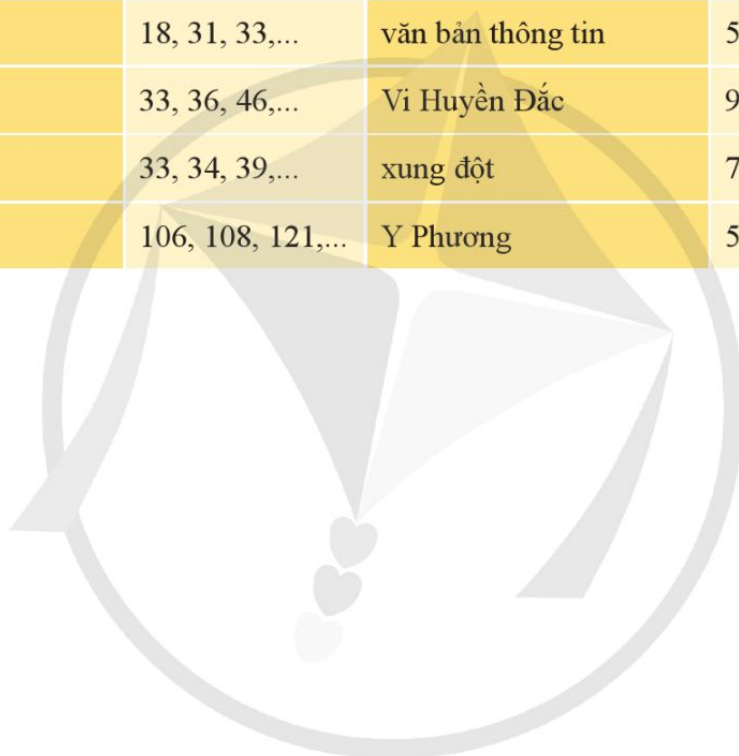 18, 31, 33,... văn bản thông tin 5
33, 36, 46,... Vi Huyền Đắc 9
33, 34, 39,... xung đột 7
106, 108, 121,... Y Phương 5